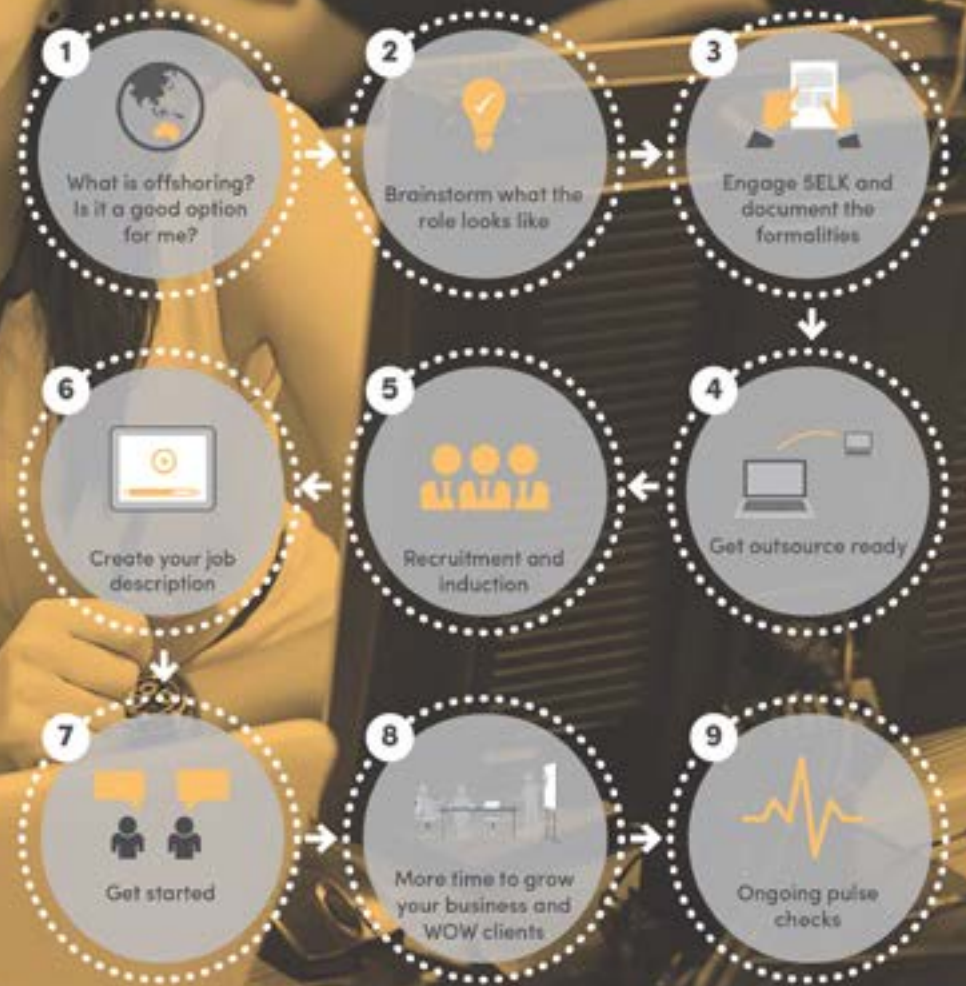 1
What is offshoring?
Is it a good option
for me?
2
Brainstorm what the
role looks like
3
Engage 5ELK and
document the
formalities
4
Get outsource ready
5
Recruitment and
induction
6
Create your job
description
7
Get started
8
More time to grow
your business and
WOW clients
9
Ongoing pulse
checks